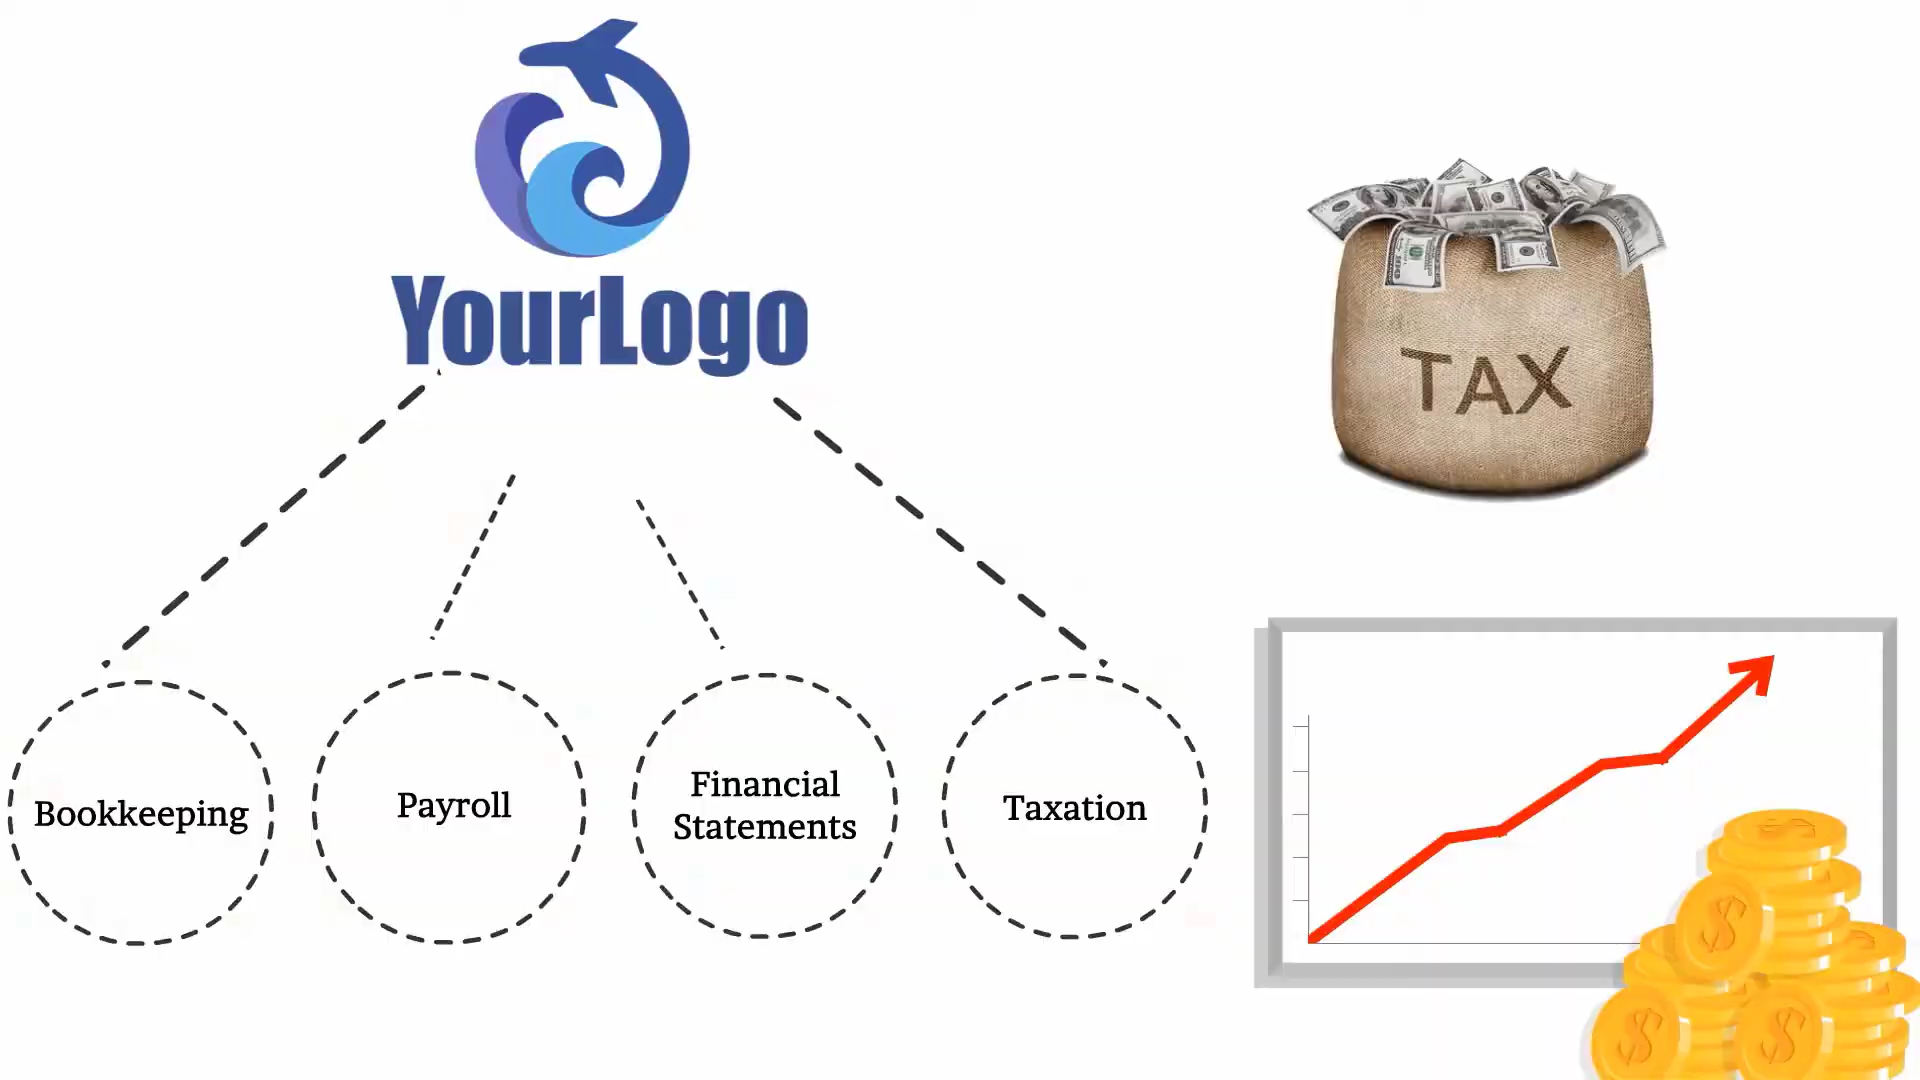 YourLogo
TAX
Bookkeeping
Payroll
Financial
Statements
Taxation